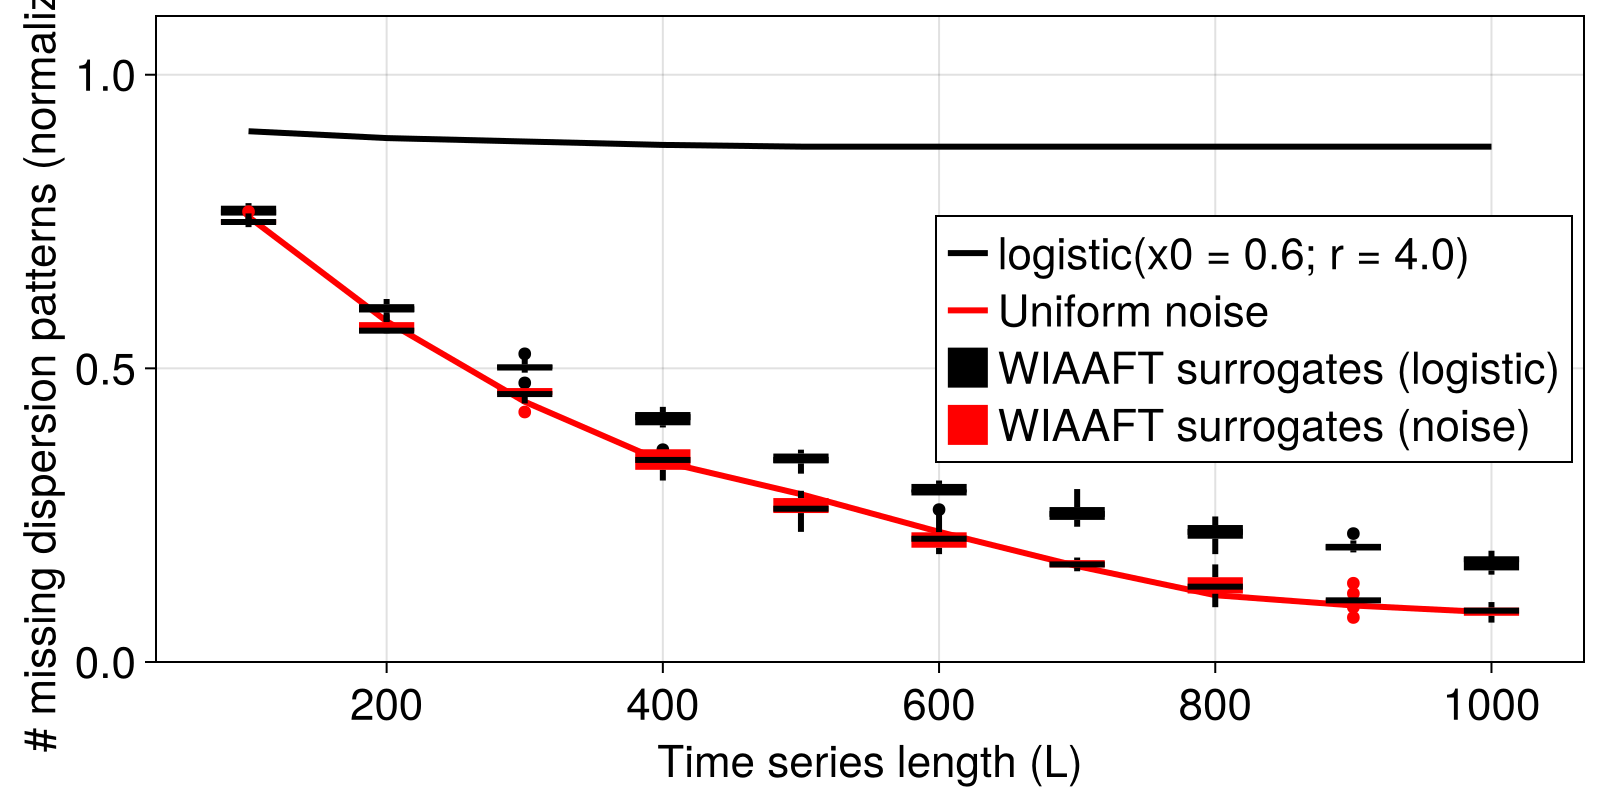 # missing dispersion patterns (normaliz
1.0
0.5
0.0
logistic(x0 = 0.6; r = 4.0)
Uniform noise
WIAAFT surrogates (logistic)
WIAAFT surrogates (noise)
200 400 600 800 1000
Time series length (L)